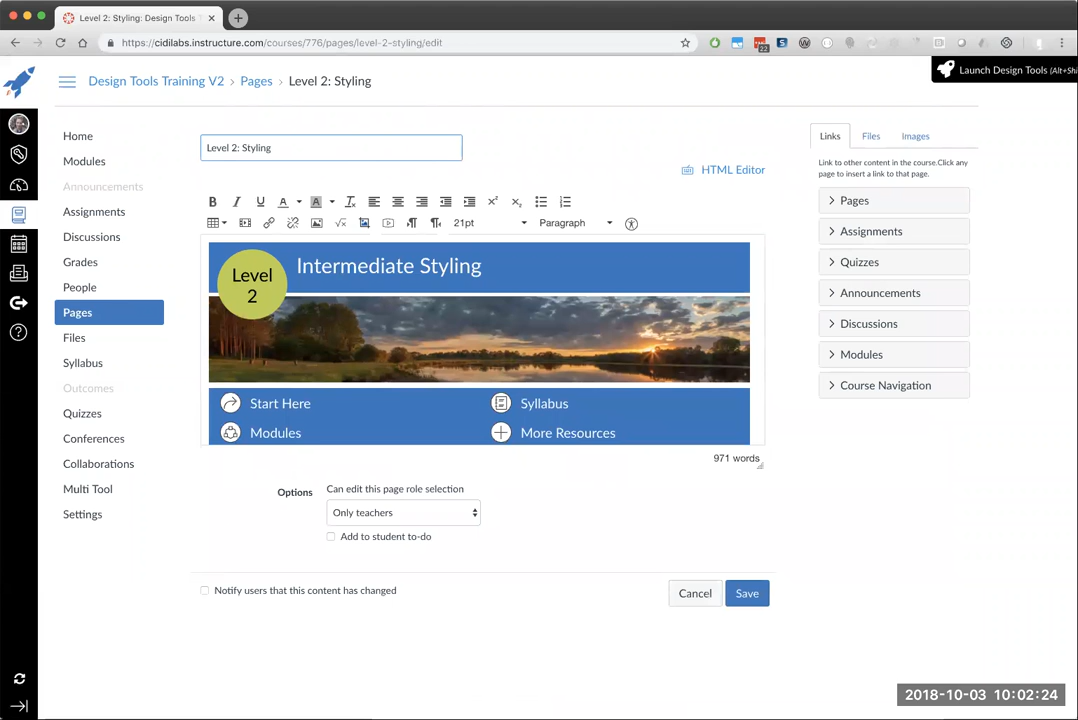 Level 2: Styling: Design Tools T
https://cidilabs.instructure.com/courses/776/pages/level-2-styling/edit
22
Launch Design Tools (Alt+Shi
Design Tools Training V2 > Pages > Level 2: Styling
Home
Modules
Announcements
Assignments
Discussions
Grades
People
Pages
Files
Syllabus
Outcomes
Quizzes
Conferences
Collaborations
Multi Tool
Settings
Level 2: Styling
HTML Editor
B I U A A
21pt Paragraph
Level
2
Intermediate Styling
Start Here
Syllabus
Modules
More Resources
971 words
Options
Can edit this page role selection
Only teachers
Add to student to-do
Notify users that this content has changed
Cancel
Save
Links Files Images
Link to other content in the course.Click any
page to insert a link to that page.
Pages
Assignments
Quizzes
Announcements
Discussions
Modules
Course Navigation
2018-10-03 10:02:24